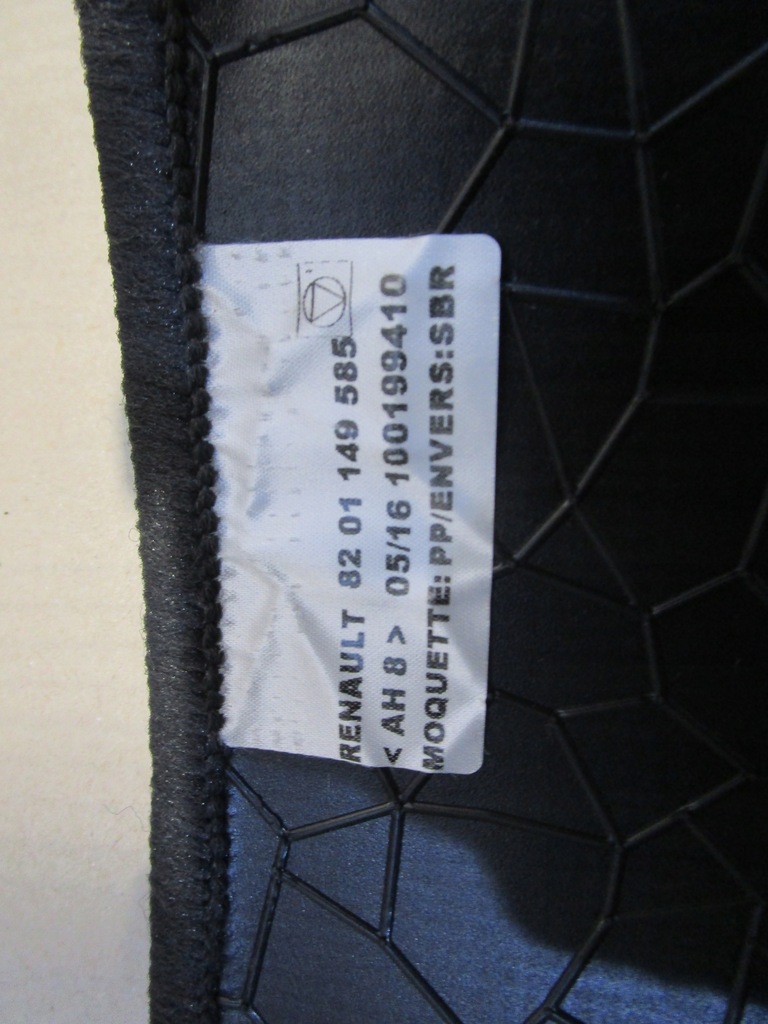 RENAULT 82 01 149 585
< AH 8 > 05/16 100199410
MOQUETTE: PP/ENVERS:SBR